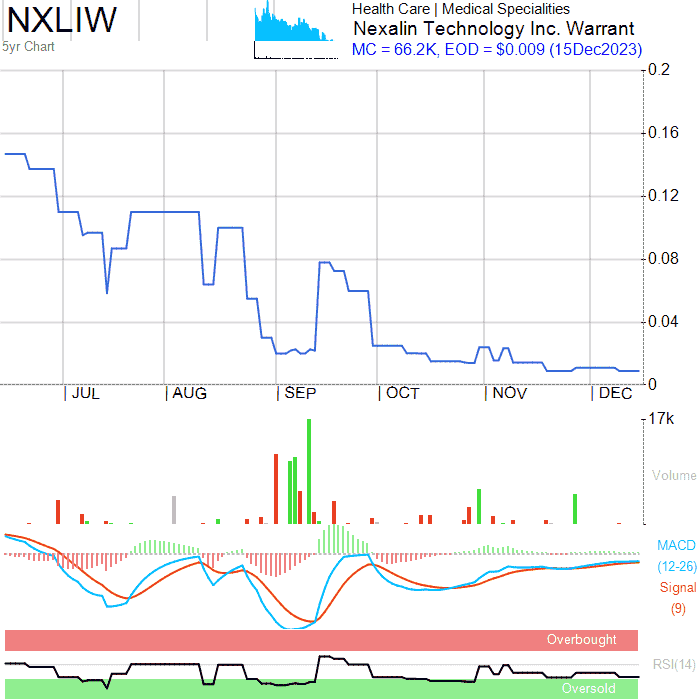 NXLIW
5yr Chart
Health Care | Medical Specialities
Nexalin Technology Inc. Warrant
MC = 66.2K, EOD = $0.009 (15Dec2023)
0.2
0.16
0.12
0.08
0.04
0
| JUL | AUG | SEP | OCT | NOV | DEC
17k
Volume
MACD
(12-26)
Signal
(9)
Overbought
RSI(14)
Oversold